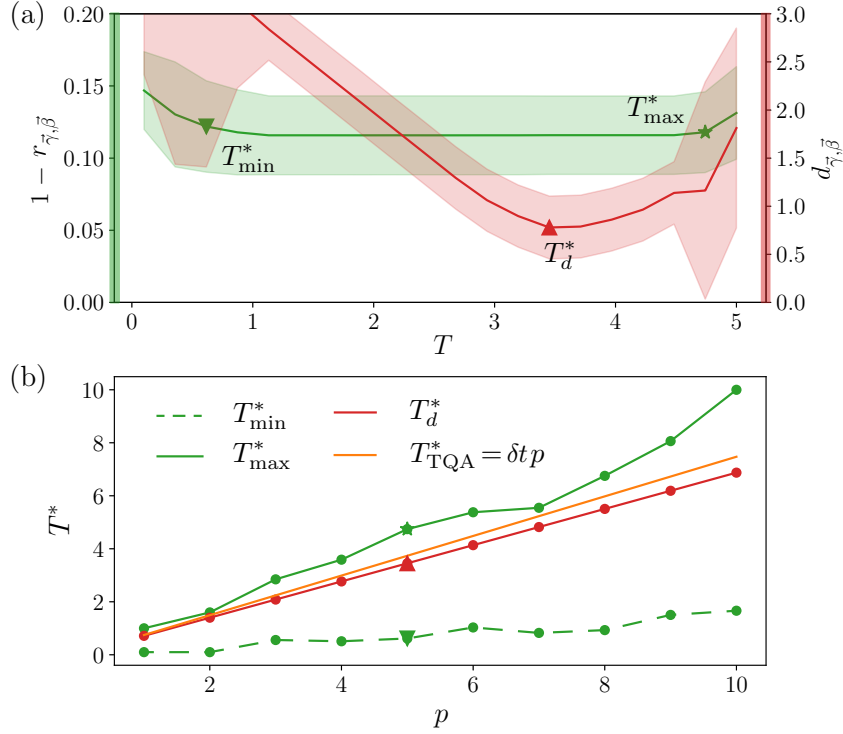 (a)
0.20
0.15
0.10
0.05
0.00
1 − r_{γ⃗,β⃗}
3.0
2.5
2.0
1.5
1.0
0.5
0.0
d_{γ⃗,β⃗}
T*_min
T*_max
T*_d
0 1 2 3 4 5
T
(b)
10
8
6
4
2
0
T*
T*_min
T*_max
T*_d
T*_TQA = δt p
2 4 6 8 10
p